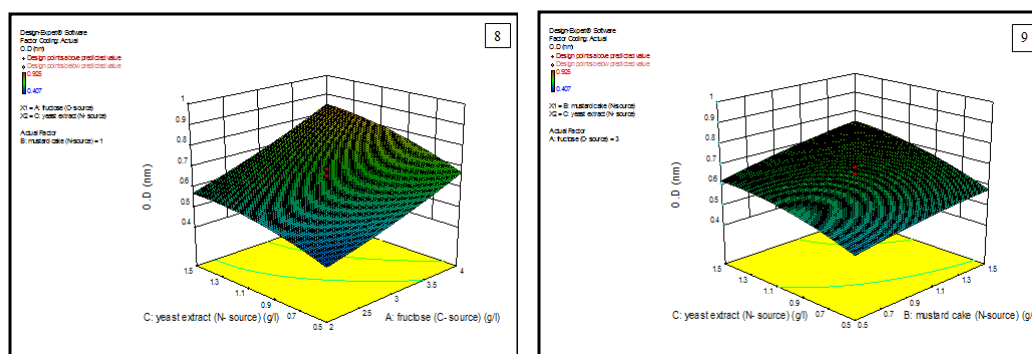 Design-Expert® Software
Factor Coding: Actual
O.D (nm)
Design points above predicted value
Design points below predicted value
0.925
0.407
X1 = A: fructose (C-source)
X2 = C: yeast extract (N-source)
Actual Factor
B: mustard cake (N-source) = 1
8
1
0.9
0.8
0.7
0.6
0.5
0.4
O.D (nm)
1.5
1.3
1.1
0.9
0.7
0.5
2
2.5
3
3.5
4
C: yeast extract (N- source) (g/l)
A: fructose (C- source) (g/l)
Design-Expert® Software
Factor Coding: Actual
O.D (nm)
Design points above predicted value
Design points below predicted value
0.925
0.407
X1 = B: mustard cake (N-source)
X2 = C: yeast extract (N-source)
Actual Factor
A: fructose (C- source) = 3
9
1
0.9
0.8
0.7
0.6
0.5
0.4
O.D (nm)
1.5
1.3
1.1
0.9
0.7
0.5
0.5
0.7
0.9
1.1
1.3
1.5
C: yeast extract (N- source) (g/l)
B: mustard cake (N-source) (g/